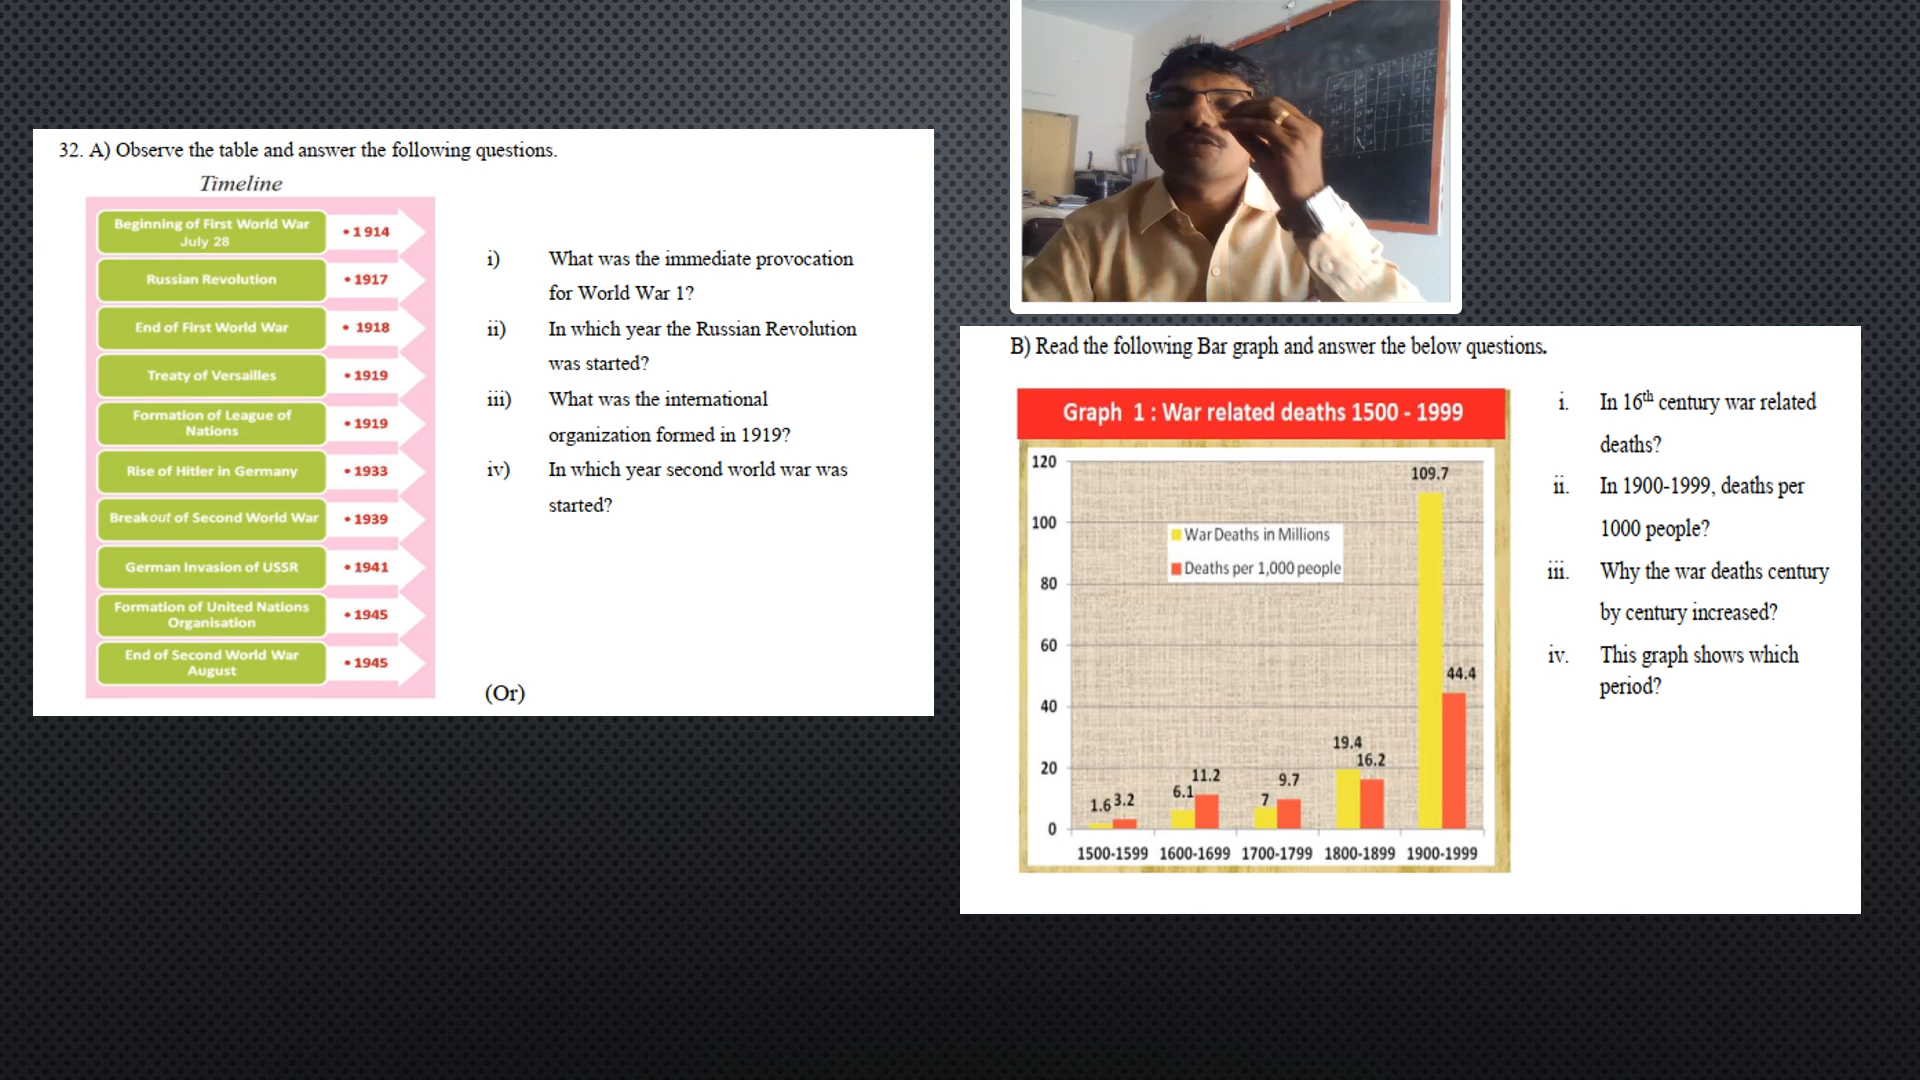 32. A) Observe the table and answer the following questions.
Timeline
Beginning of First World War
July 28
• 1914
Russian Revolution
• 1917
End of First World War
• 1918
Treaty of Versailles
• 1919
Formation of League of
Nations
• 1919
Rise of Hitler in Germany
• 1933
Breakout of Second World War
• 1939
German Invasion of USSR
• 1941
Formation of United Nations
Organisation
• 1945
End of Second World War
August
• 1945
i) What was the immediate provocation
for World War 1?
ii) In which year the Russian Revolution
was started?
iii) What was the international
organization formed in 1919?
iv) In which year second world war was
started?
(Or)
B) Read the following Bar graph and answer the below questions.
Graph 1 : War related deaths 1500 - 1999
120
100
80
60
40
20
0
War Deaths in Millions
Deaths per 1,000 people
1.6 3.2
6.1 11.2
7 9.7
19.4 16.2
109.7 44.4
1500-1599 1600-1699 1700-1799 1800-1899 1900-1999
i. In 16th century war related
deaths?
ii. In 1900-1999, deaths per
1000 people?
iii. Why the war deaths century
by century increased?
iv. This graph shows which
period?